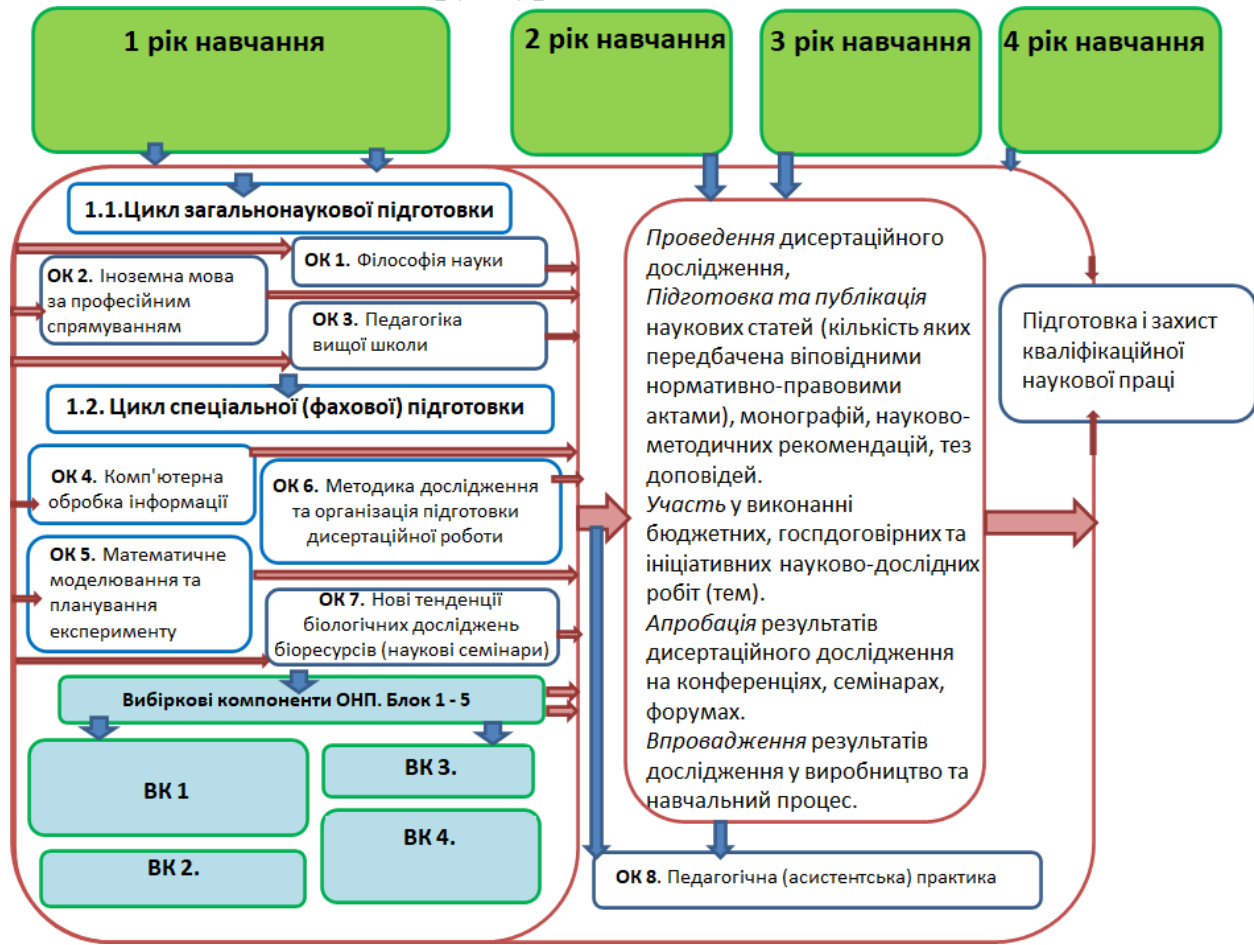 1 рік навчання
2 рік навчання
3 рік навчання
4 рік навчання
1.1.Цикл загальнонаукової підготовки
ОК 1. Філософія науки
ОК 2. Іноземна мова
за професійним
спрямуванням
ОК 3. Педагогіка
вищої школи
1.2. Цикл спеціальної (фахової) підготовки
ОК 4. Комп'ютерна
обробка інформації
ОК 6. Методика дослідження
та організація підготовки
дисертаційної роботи
ОК 5. Математичне
моделювання та
планування
експерименту
ОК 7. Нові тенденції
біологічних досліджень
біоресурсів (наукові семінари)
Вибіркові компоненти ОНП. Блок 1 - 5
ВК 1
ВК 2.
ВК 3.
ВК 4.
Проведення дисертаційного
дослідження,
Підготовка та публікація
наукових статей (кількість яких
передбачена віповідними
нормативно-правовими
актами), монографій, науково-
методичних рекомендацій, тез
доповідей.
Участь у виконанні
бюджетних, госпдоговірних та
ініціативних науково-дослідних
робіт (тем).
Апробація результатів
дисертаційного дослідження
на конференціях, семінарах,
форумах.
Впровадження результатів
дослідження у виробництво та
навчальний процес.
ОК 8. Педагогічна (асистентська) практика
Підготовка і захист
кваліфікаційної
наукової праці